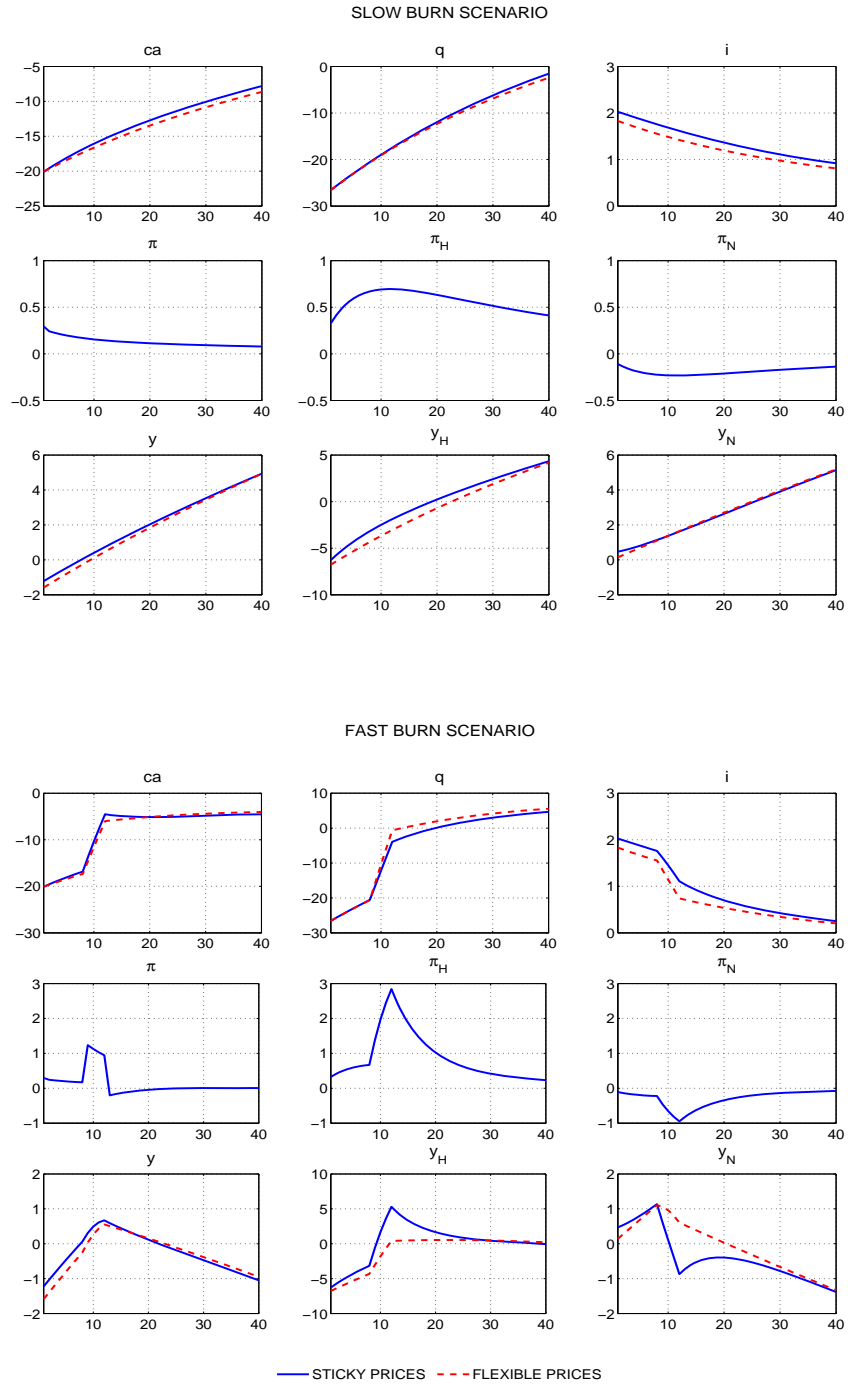 SLOW BURN SCENARIO
ca q i
−5 0 3
−10 −10 2
−15 −20 1
−20 −30 0
−25
10 20 30 40 10 20 30 40 10 20 30 40
π π_H π_N
1 1 1
0.5 0.5 0.5
0 0 0
−0.5 −0.5 −0.5
10 20 30 40 10 20 30 40 10 20 30 40
y y_H y_N
6 5 6
4 0 4
2 −5 2
0 −10 0
−2 −2
10 20 30 40 10 20 30 40 10 20 30 40
FAST BURN SCENARIO
ca q i
0 10 3
−10 0 2
−20 −10 1
−30 −20 0
−30
10 20 30 40 10 20 30 40 10 20 30 40
π π_H π_N
3 3 3
2 2 2
1 1 1
0 0 0
−1 −1 −1
10 20 30 40 10 20 30 40 10 20 30 40
y y_H y_N
2 10 2
1 5 1
0 0 0
−1 −5 −1
−2 −10 −2
10 20 30 40 10 20 30 40 10 20 30 40
STICKY PRICES FLEXIBLE PRICES